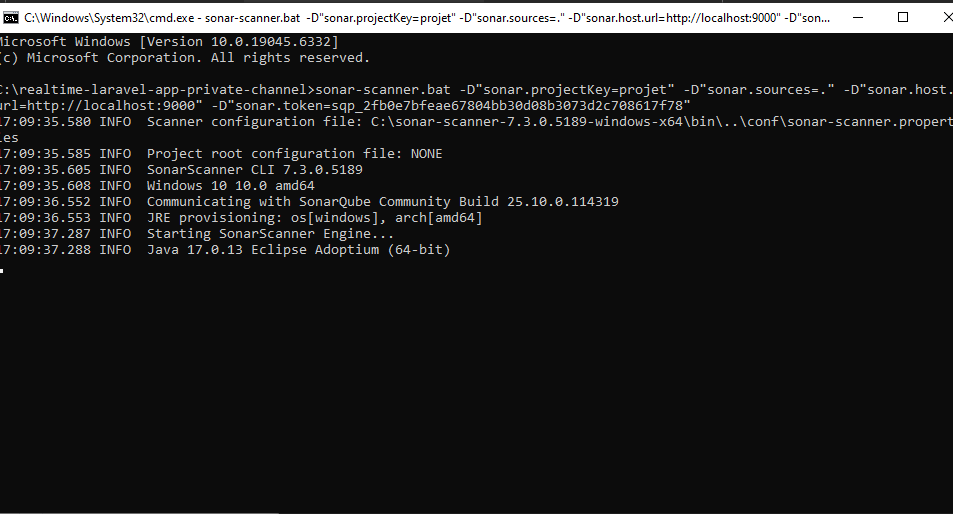 C:\Windows\System32\cmd.exe - sonar-scanner.bat -D"sonar.projectKey=projet" -D"sonar.sources=." -D"sonar.host.url=http://localhost:9000" -D"son...
Microsoft Windows [Version 10.0.19045.6332]
(c) Microsoft Corporation. All rights reserved.
C:\realtime-laravel-app-private-channel>sonar-scanner.bat -D"sonar.projectKey=projet" -D"sonar.sources=." -D"sonar.host.
url=http://localhost:9000" -D"sonar.token=sqp_2fb0e7bfeae67804bb30d08b3073d2c708617f78"
17:09:35.580 INFO  Scanner configuration file: C:\sonar-scanner-7.3.0.5189-windows-x64\bin\..\conf\sonar-scanner.propert
ies
17:09:35.585 INFO  Project root configuration file: NONE
17:09:35.605 INFO  SonarScanner CLI 7.3.0.5189
17:09:35.608 INFO  Windows 10 10.0 amd64
17:09:36.552 INFO  Communicating with SonarQube Community Build 25.10.0.114319
17:09:36.553 INFO  JRE provisioning: os[windows], arch[amd64]
17:09:37.287 INFO  Starting SonarScanner Engine...
17:09:37.288 INFO  Java 17.0.13 Eclipse Adoptium (64-bit)